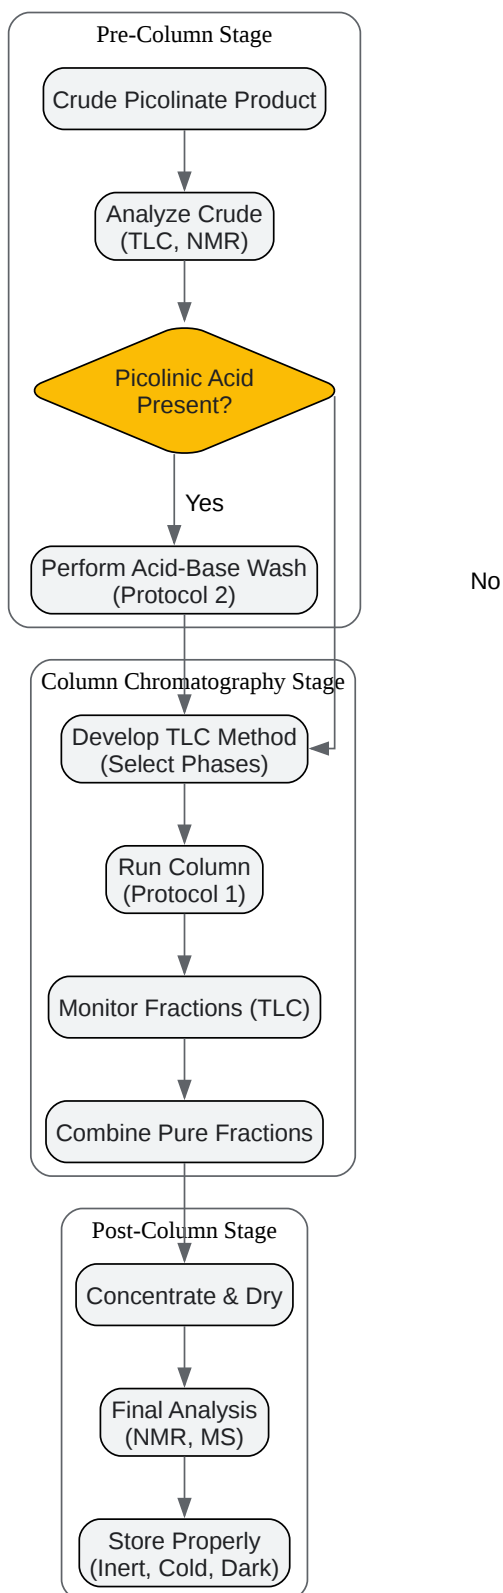 Pre-Column Stage
Crude Picolinate Product
Analyze Crude
(TLC, NMR)
Picolinic Acid
Present?
Yes
Perform Acid-Base Wash
(Protocol 2)
No
Column Chromatography Stage
Develop TLC Method
(Select Phases)
Run Column
(Protocol 1)
Monitor Fractions (TLC)
Combine Pure Fractions
Post-Column Stage
Concentrate & Dry
Final Analysis
(NMR, MS)
Store Properly
(Inert, Cold, Dark)